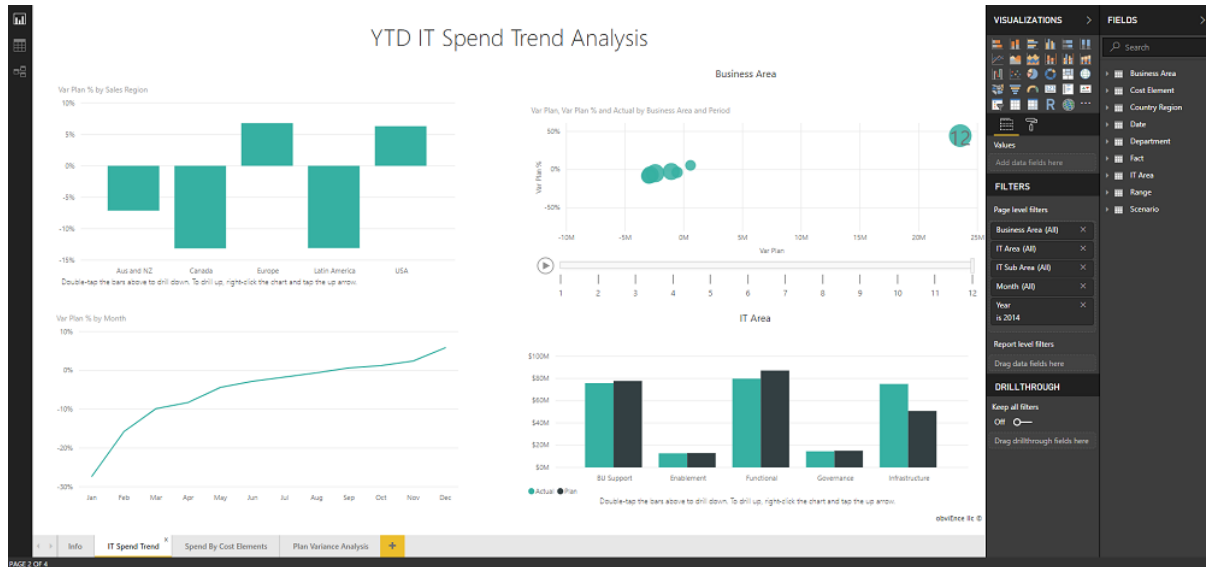 YTD IT Spend Trend Analysis
Var Plan % by Sales Region
10%
5%
0%
-5%
-10%
-15%
Aus and NZ Canada Europe Latin America USA
Double-tap the bars above to drill down. To drill up, right-click the chart and tap the up arrow.
Var Plan % by Month
10%
0%
-10%
-20%
-30%
Jan Feb Mar Apr May Jun Jul Aug Sep Oct Nov Dec
Business Area
Var Plan, Var Plan % and Actual by Business Area and Period
Var Plan %
50%
0%
-50%
12
-10M -5M 0M 5M 10M 15M 20M 25M
Var Plan
1 2 3 4 5 6 7 8 9 10 11 12
IT Area
$100M
$80M
$60M
$40M
$20M
$0M
BU Support Enablement Functional Governance Infrastructure
Actual Plan
Double-tap the bars above to drill down. To drill up, right-click the chart and tap the up arrow.
obviEnce llc ©
Info IT Spend Trend x Spend By Cost Elements Plan Variance Analysis +
PAGE 2 OF 4
VISUALIZATIONS
R
Values
Add data fields here
FILTERS
Page level filters
Business Area (All)
IT Area (All)
IT Sub Area (All)
Month (All)
Year
is 2014
Report level filters
Drag data fields here
DRILLTHROUGH
Keep all filters
Off
Drag drillthrough fields here
FIELDS
Search
Business Area
Cost Element
Country Region
Date
Department
Fact
IT Area
Range
Scenario